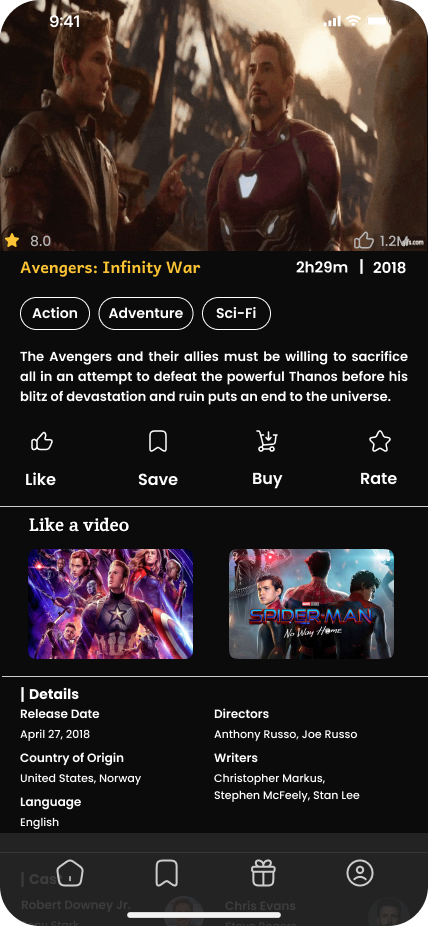 9:41
8.0
1.2M
Avengers: Infinity War
2h29m | 2018
Action
Adventure
Sci-Fi
The Avengers and their allies must be willing to sacrifice
all in an attempt to defeat the powerful Thanos before his
blitz of devastation and ruin puts an end to the universe.
Like
Save
Buy
Rate
Like a video
SPIDER-MAN
No Way Home
| Details
Release Date
April 27, 2018
Country of Origin
United States, Norway
Language
English
Directors
Anthony Russo, Joe Russo
Writers
Christopher Markus,
Stephen McFeely, Stan Lee
Robert Downey Jr.
Chris Evans